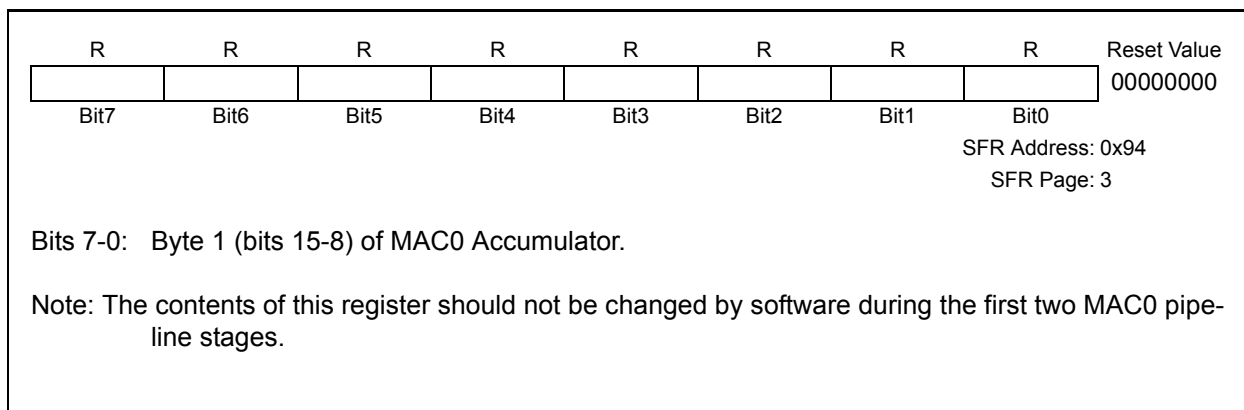 R R R R R R R R Reset Value
00000000
Bit7 Bit6 Bit5 Bit4 Bit3 Bit2 Bit1 Bit0
SFR Address: 0x94
SFR Page: 3
Bits 7-0: Byte 1 (bits 15-8) of MAC0 Accumulator.
Note: The contents of this register should not be changed by software during the first two MAC0 pipe-
line stages.